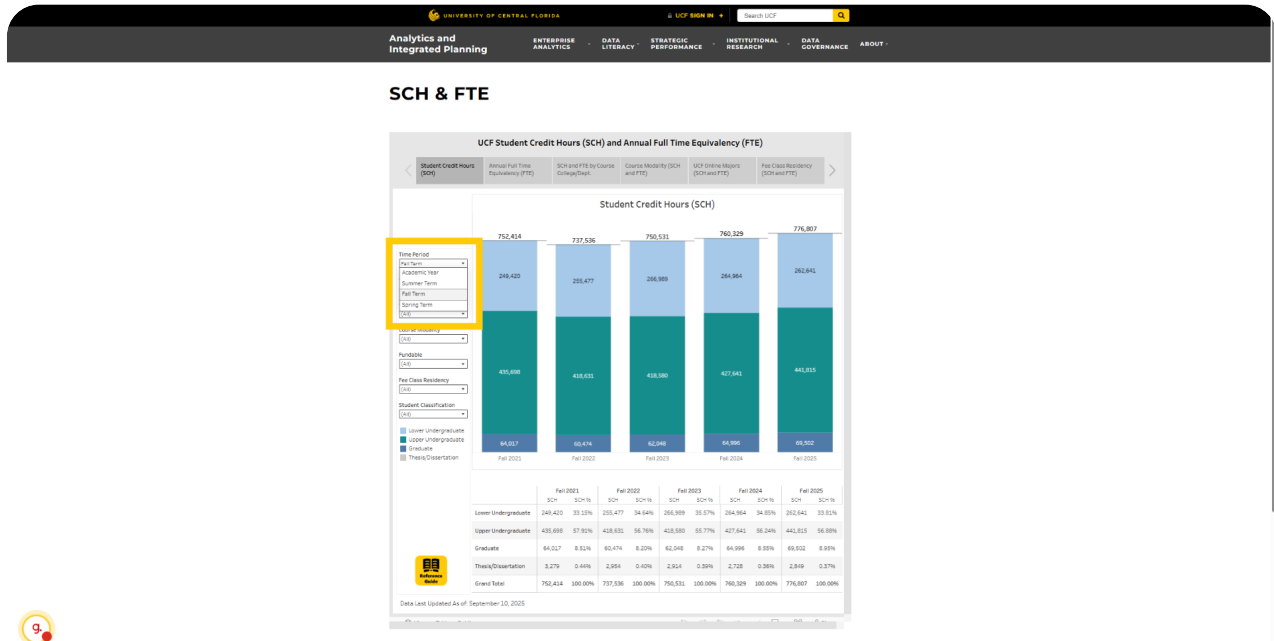 UNIVERSITY OF CENTRAL FLORIDA
UCF SIGN IN
Search UCF
Analytics and
Integrated Planning
ENTERPRISE
ANALYTICS
DATA
LITERACY
STRATEGIC
PERFORMANCE
INSTITUTIONAL
RESEARCH
DATA
GOVERNANCE
ABOUT
SCH & FTE
UCF Student Credit Hours (SCH) and Annual Full Time Equivalency (FTE)
Student Credit Hours
(SCH)
Annual Full Time
Equivalency (FTE)
SCH and FTE by Course
College/Dept.
Course Modality (SCH
and FTE)
UCF Online Majors
(SCH and FTE)
Fee Class Residency
(SCH and FTE)
Student Credit Hours (SCH)
752,414 737,536 750,531 760,329 776,807
Time Period
Fall Term
Academic Year
Summer Term
Fall Term
Spring Term
(All)
Course Modality
(All)
Fundable
(All)
Fee Class Residency
(All)
Student Classification
(All)
Lower Undergraduate
Upper Undergraduate
Graduate
Thesis/Dissertation
249,420 255,477 266,989 264,964 262,641
435,698 418,631 418,580 427,641 441,815
64,017 60,474 62,048 64,996 69,502
Fall 2021 Fall 2022 Fall 2023 Fall 2024 Fall 2025
Fall 2021 Fall 2022 Fall 2023 Fall 2024 Fall 2025
SCH SCH % SCH SCH % SCH SCH % SCH SCH % SCH SCH %
Lower Undergraduate 249,420 33.15% 255,477 34.64% 266,989 35.57% 264,964 34.85% 262,641 33.81%
Upper Undergraduate 435,698 57.91% 418,631 56.76% 418,580 55.77% 427,641 56.24% 441,815 56.88%
Graduate 64,017 8.51% 60,474 8.20% 62,048 8.27% 64,996 8.55% 69,502 8.95%
Thesis/Dissertation 3,279 0.44% 2,954 0.40% 2,914 0.39% 2,728 0.36% 2,849 0.37%
Grand Total 752,414 100.00% 737,536 100.00% 750,531 100.00% 760,329 100.00% 776,807 100.00%
Reference
Guide
Data Last Updated As of: September 10, 2025
g.